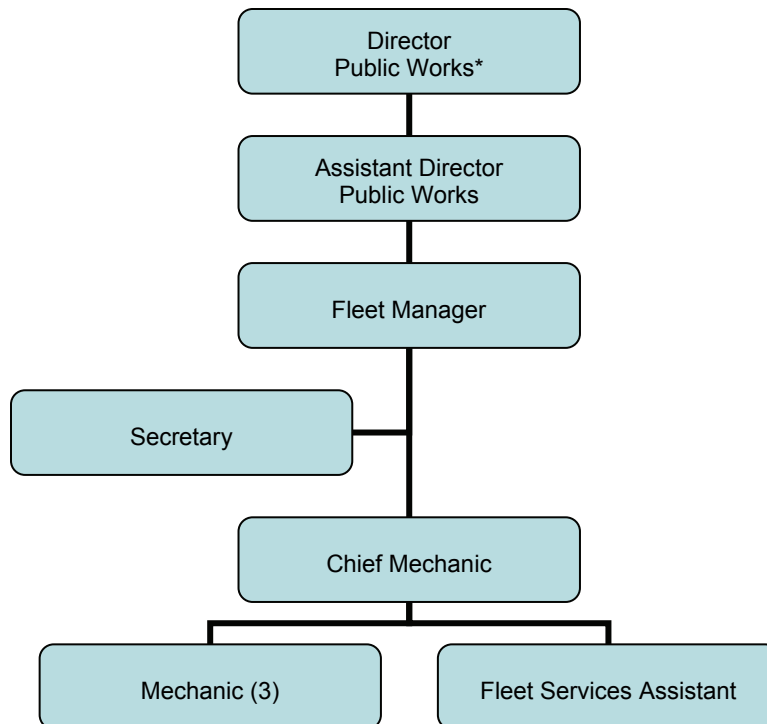 Director
Public Works*
Assistant Director
Public Works
Fleet Manager
Secretary
Chief Mechanic
Mechanic (3)
Fleet Services Assistant